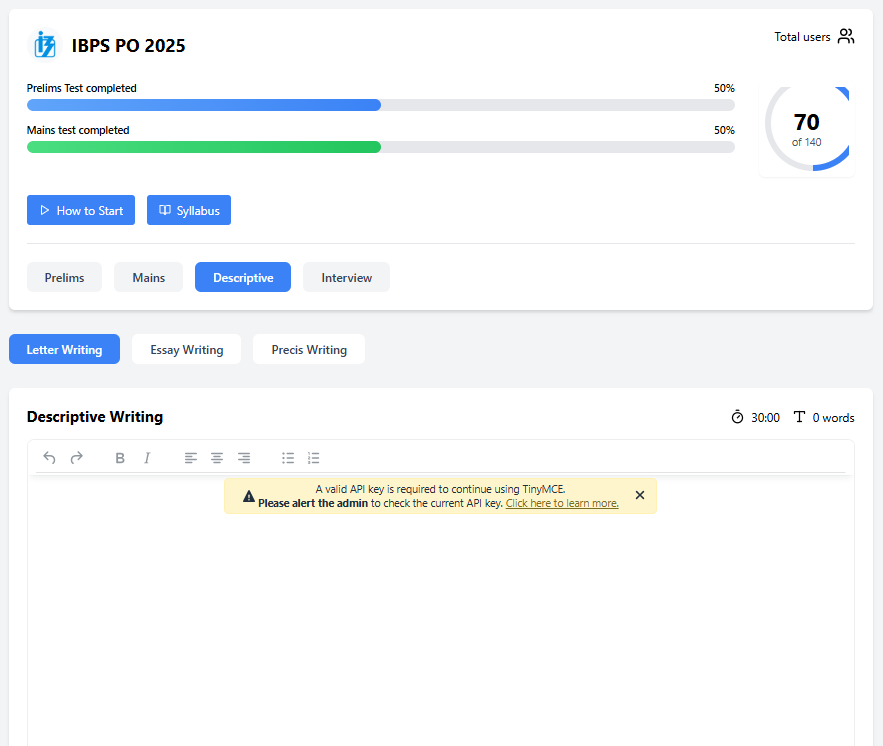 IBPS PO 2025
Total users
Prelims Test completed
50%
Mains test completed
50%
70
of 140
How to Start
Syllabus
Prelims
Mains
Descriptive
Interview
Letter Writing
Essay Writing
Precis Writing
Descriptive Writing
30:00
0 words
B I
A valid API key is required to continue using TinyMCE.
Please alert the admin to check the current API key. Click here to learn more.